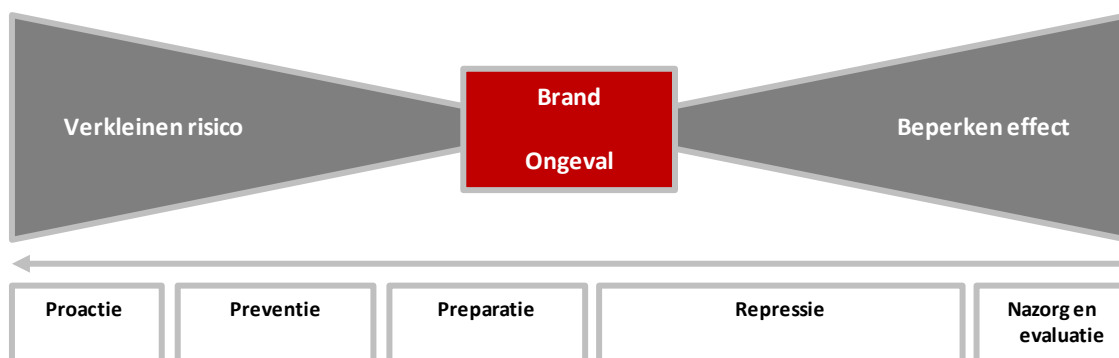 Brand
Verkleinen risico
Beperken effect
Ongeval
Proactie
Preventie
Preparatie
Repressie
Nazorg en
evaluatie